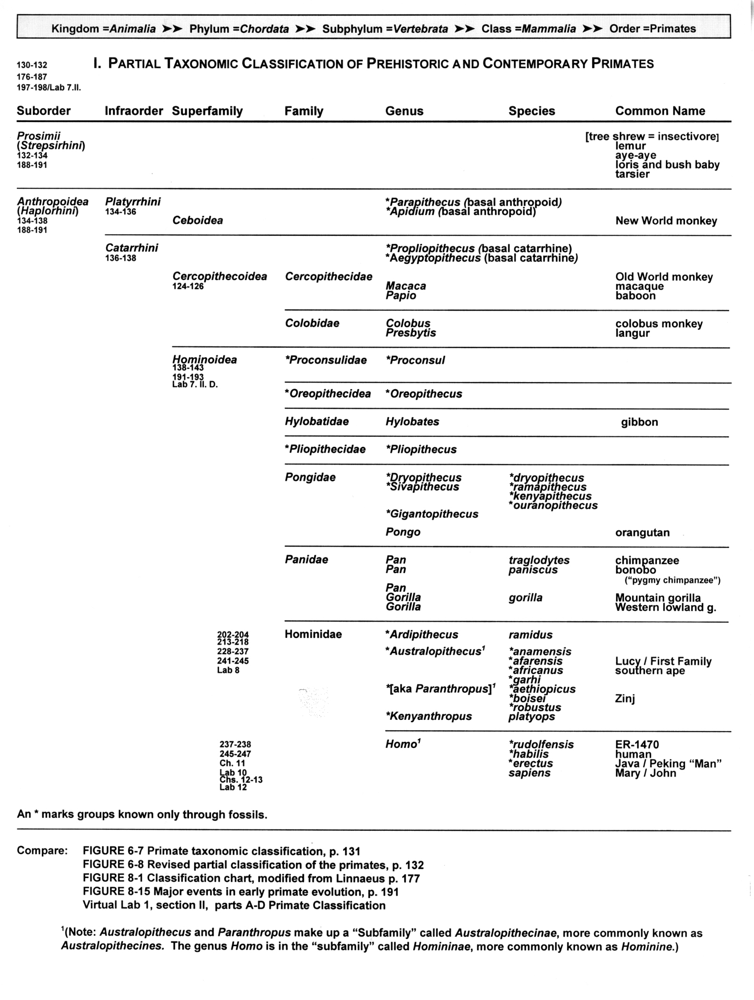 Kingdom =Animalia ➤➤ Phylum =Chordata ➤➤ Subphylum =Vertebrata ➤➤ Class =Mammalia ➤➤ Order =Primates
130-132 I. PARTIAL TAXONOMIC CLASSIFICATION OF PREHISTORIC AND CONTEMPORARY PRIMATES
176-187
197-198/Lab 7.II.
Suborder Infraorder Superfamily Family Genus Species Common Name
Prosimii [tree shrew = insectivore]
(Strepsirhini) lemur
132-134 aye-aye
188-191 loris and bush baby
tarsier
Anthropoidea Platyrrhini *Parapithecus (basal anthropoid)
(Haplorhini) 134-136 *Apidium (basal anthropoid)
134-138 Ceboidea New World monkey
188-191
Catarrhini *Propliopithecus (basal catarrhine)
136-138 *Aegyptopithecus (basal catarrhine)
Cercopithecoidea Cercopithecidae Old World monkey
124-126 Macaca macaque
Papio baboon
Colobidae Colobus colobus monkey
Presbytis langur
Hominoidea *Proconsulidae *Proconsul
138-143
191-193
Lab 7. II. D.
*Oreopithecidea *Oreopithecus
Hylobatidae Hylobates gibbon
*Pliopithecidae *Pliopithecus
Pongidae *Dryopithecus *dryopithecus
*Sivapithecus *ramapithecus
*kenyapithecus
*ouranopithecus
*Gigantopithecus
Pongo orangutan
Panidae Pan traglodytes chimpanzee
Pan paniscus bonobo
(“pygmy chimpanzee”)
Pan
Gorilla gorilla Mountain gorilla
Gorilla Western lowland g.
202-204 Hominidae *Ardipithecus ramidus
213-218
228-237 *Australopithecus1 *anamensis
241-245 *afarensis Lucy / First Family
Lab 8 *africanus southern ape
*garhi
*[aka Paranthropus]1 *aethiopicus
*boisei Zinj
*robustus
*Kenyanthropus platyops
237-238 Homo1 *rudolfensis ER-1470
245-247 *habilis human
Ch. 11 *erectus Java / Peking “Man”
Lab 10 sapiens Mary / John
Chs. 12-13
Lab 12
An * marks groups known only through fossils.
Compare: FIGURE 6-7 Primate taxonomic classification, p. 131
FIGURE 6-8 Revised partial classification of the primates, p. 132
FIGURE 8-1 Classification chart, modified from Linnaeus p. 177
FIGURE 8-15 Major events in early primate evolution, p. 191
Virtual Lab 1, section II, parts A-D Primate Classification
1(Note: Australopithecus and Paranthropus make up a “Subfamily” called Australopithecinae, more commonly known as
Australopithecines. The genus Homo is in the “subfamily” called Homininae, more commonly known as Hominine.)